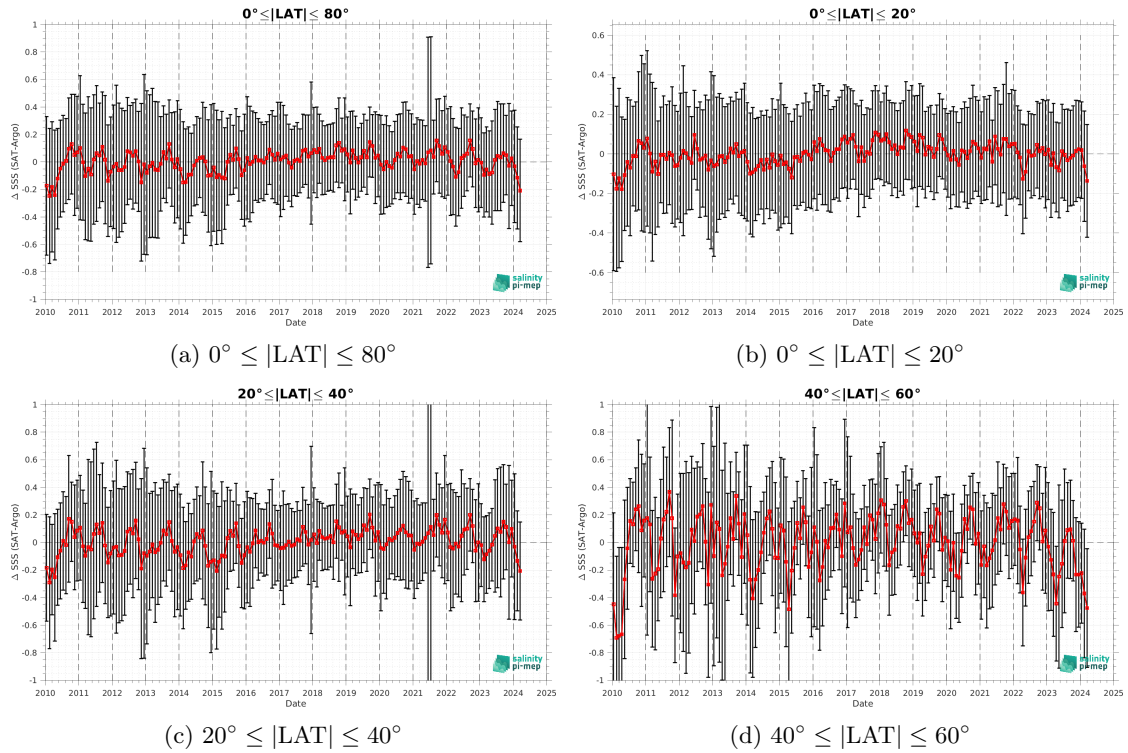 0°≤|LAT|≤ 80°
1
0.8
0.6
0.4
0.2
0
-0.2
-0.4
-0.6
-0.8
-1
Δ SSS (SAT-Argo)
2010 2011 2012 2013 2014 2015 2016 2017 2018 2019 2020 2021 2022 2023 2024 2025
Date
salinity
pi-mep
(a) 0° ≤ |LAT| ≤ 80°
0°≤|LAT|≤ 20°
0.6
0.4
0.2
0
-0.2
-0.4
-0.6
Δ SSS (SAT-Argo)
2010 2011 2012 2013 2014 2015 2016 2017 2018 2019 2020 2021 2022 2023 2024 2025
Date
salinity
pi-mep
(b) 0° ≤ |LAT| ≤ 20°
20°≤|LAT|≤ 40°
1
0.8
0.6
0.4
0.2
0
-0.2
-0.4
-0.6
-0.8
-1
Δ SSS (SAT-Argo)
2010 2011 2012 2013 2014 2015 2016 2017 2018 2019 2020 2021 2022 2023 2024 2025
Date
salinity
pi-mep
(c) 20° ≤ |LAT| ≤ 40°
40°≤|LAT|≤ 60°
1
0.8
0.6
0.4
0.2
0
-0.2
-0.4
-0.6
-0.8
-1
Δ SSS (SAT-Argo)
2010 2011 2012 2013 2014 2015 2016 2017 2018 2019 2020 2021 2022 2023 2024 2025
Date
salinity
pi-mep
(d) 40° ≤ |LAT| ≤ 60°